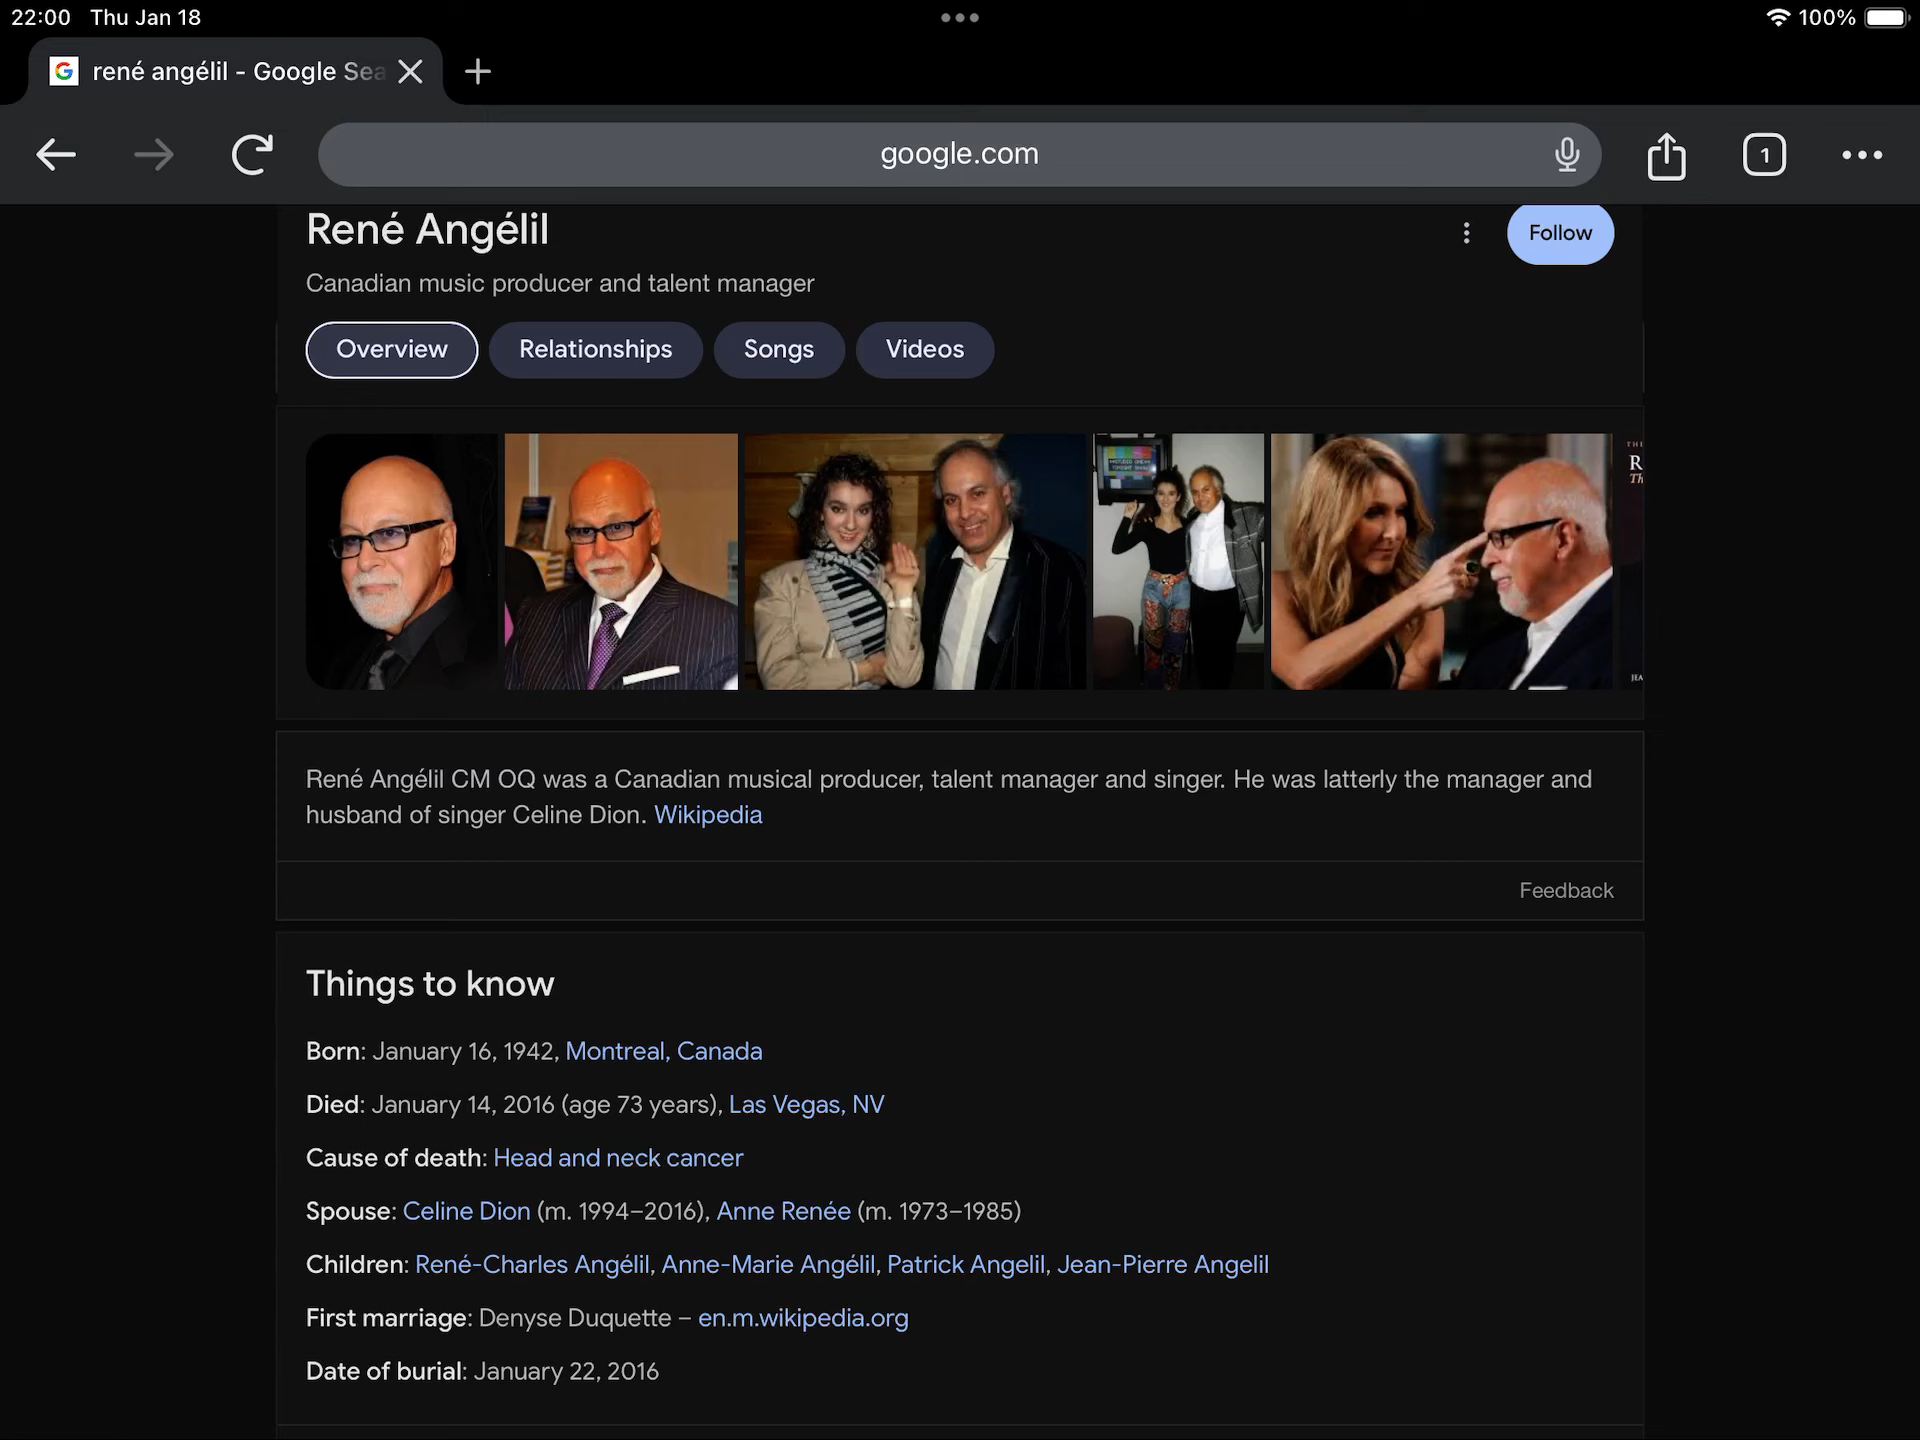 22:00 Thu Jan 18
100%
rené angélil - Google Sea
google.com
1
René Angélil
Follow
Canadian music producer and talent manager
Overview Relationships Songs Videos
René Angélil CM OQ was a Canadian musical producer, talent manager and singer. He was latterly the manager and
husband of singer Celine Dion. Wikipedia
Feedback
Things to know
Born: January 16, 1942, Montreal, Canada
Died: January 14, 2016 (age 73 years), Las Vegas, NV
Cause of death: Head and neck cancer
Spouse: Celine Dion (m. 1994–2016), Anne Renée (m. 1973–1985)
Children: René-Charles Angélil, Anne-Marie Angélil, Patrick Angelil, Jean-Pierre Angelil
First marriage: Denyse Duquette – en.m.wikipedia.org
Date of burial: January 22, 2016